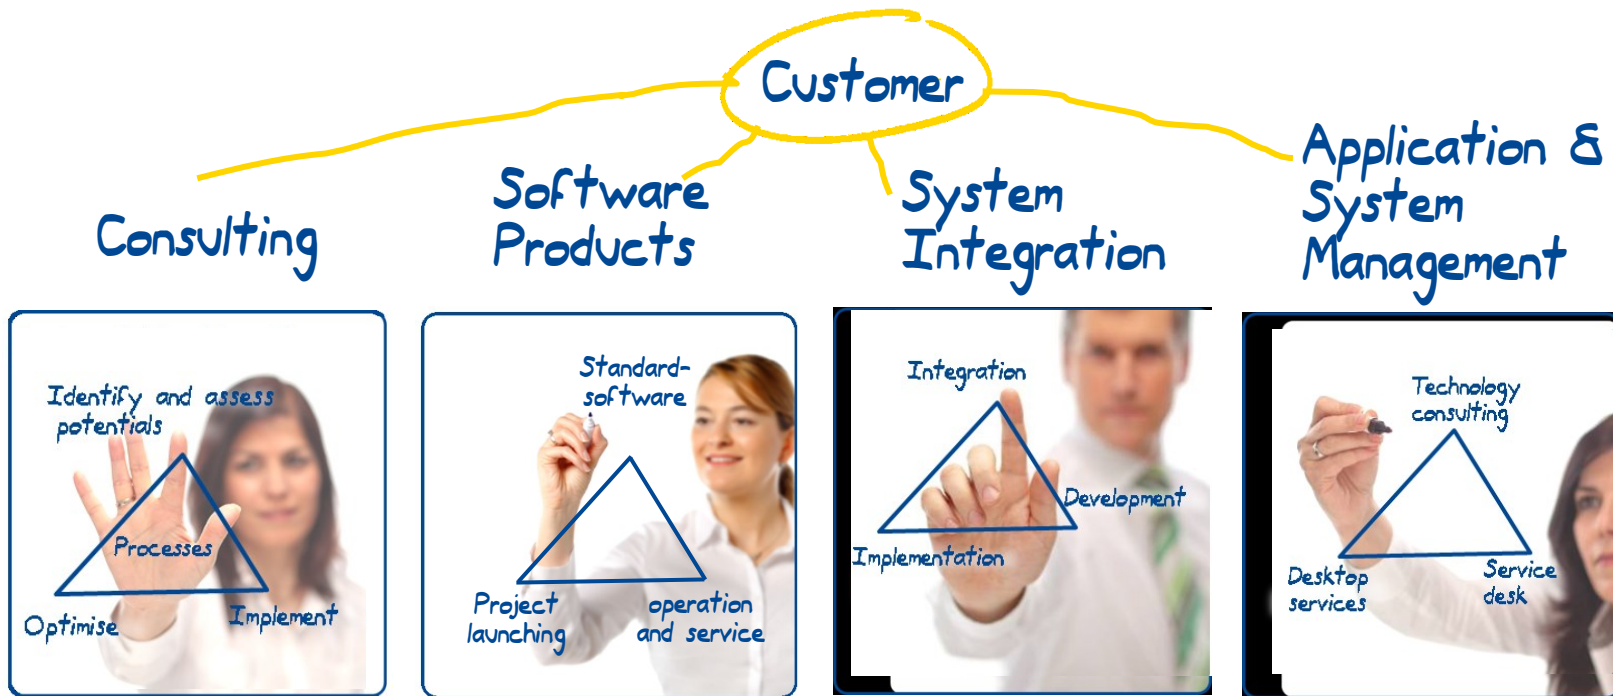 Customer
Consulting
Software
Products
System
Integration
Application &
System
Management
Identify and assess
potentials
Processes
Optimise
Implement
Standard-
software
Project
launching
operation
and service
Integration
Development
Implementation
Technology
consulting
Desktop
services
Service
desk